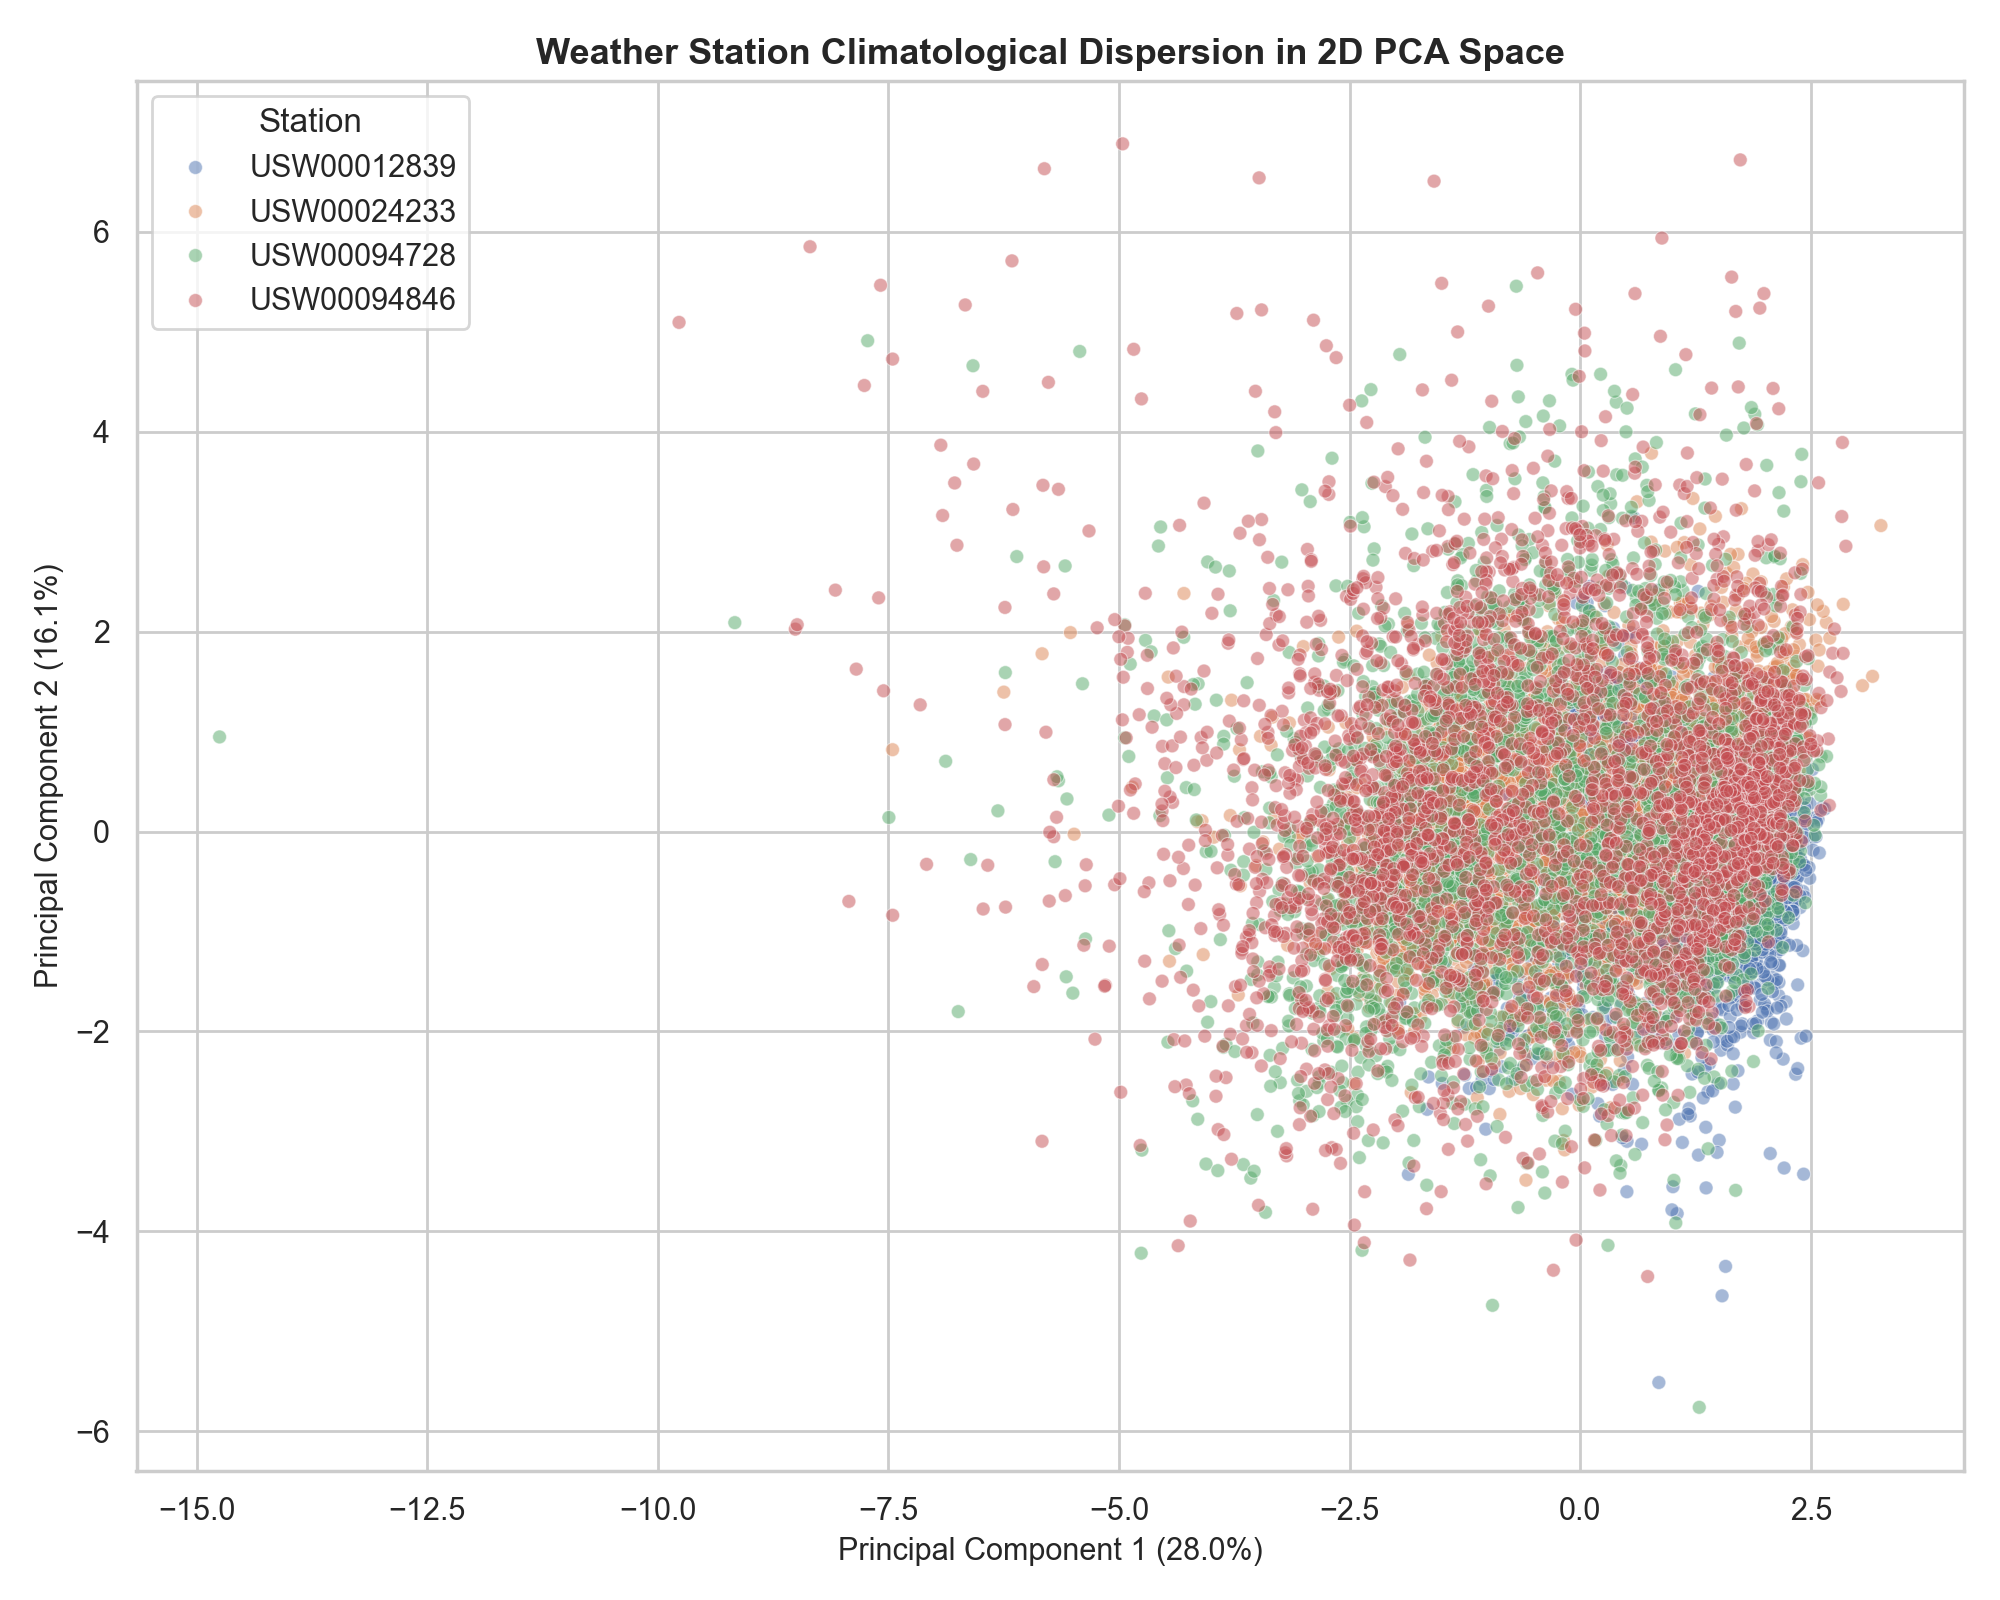 Weather Station Climatological Dispersion in 2D PCA Space
Station
USW00012839
USW00024233
USW00094728
USW00094846
6
4
2
0
−2
−4
−6
Principal Component 2 (16.1%)
−15.0 −12.5 −10.0 −7.5 −5.0 −2.5 0.0 2.5
Principal Component 1 (28.0%)